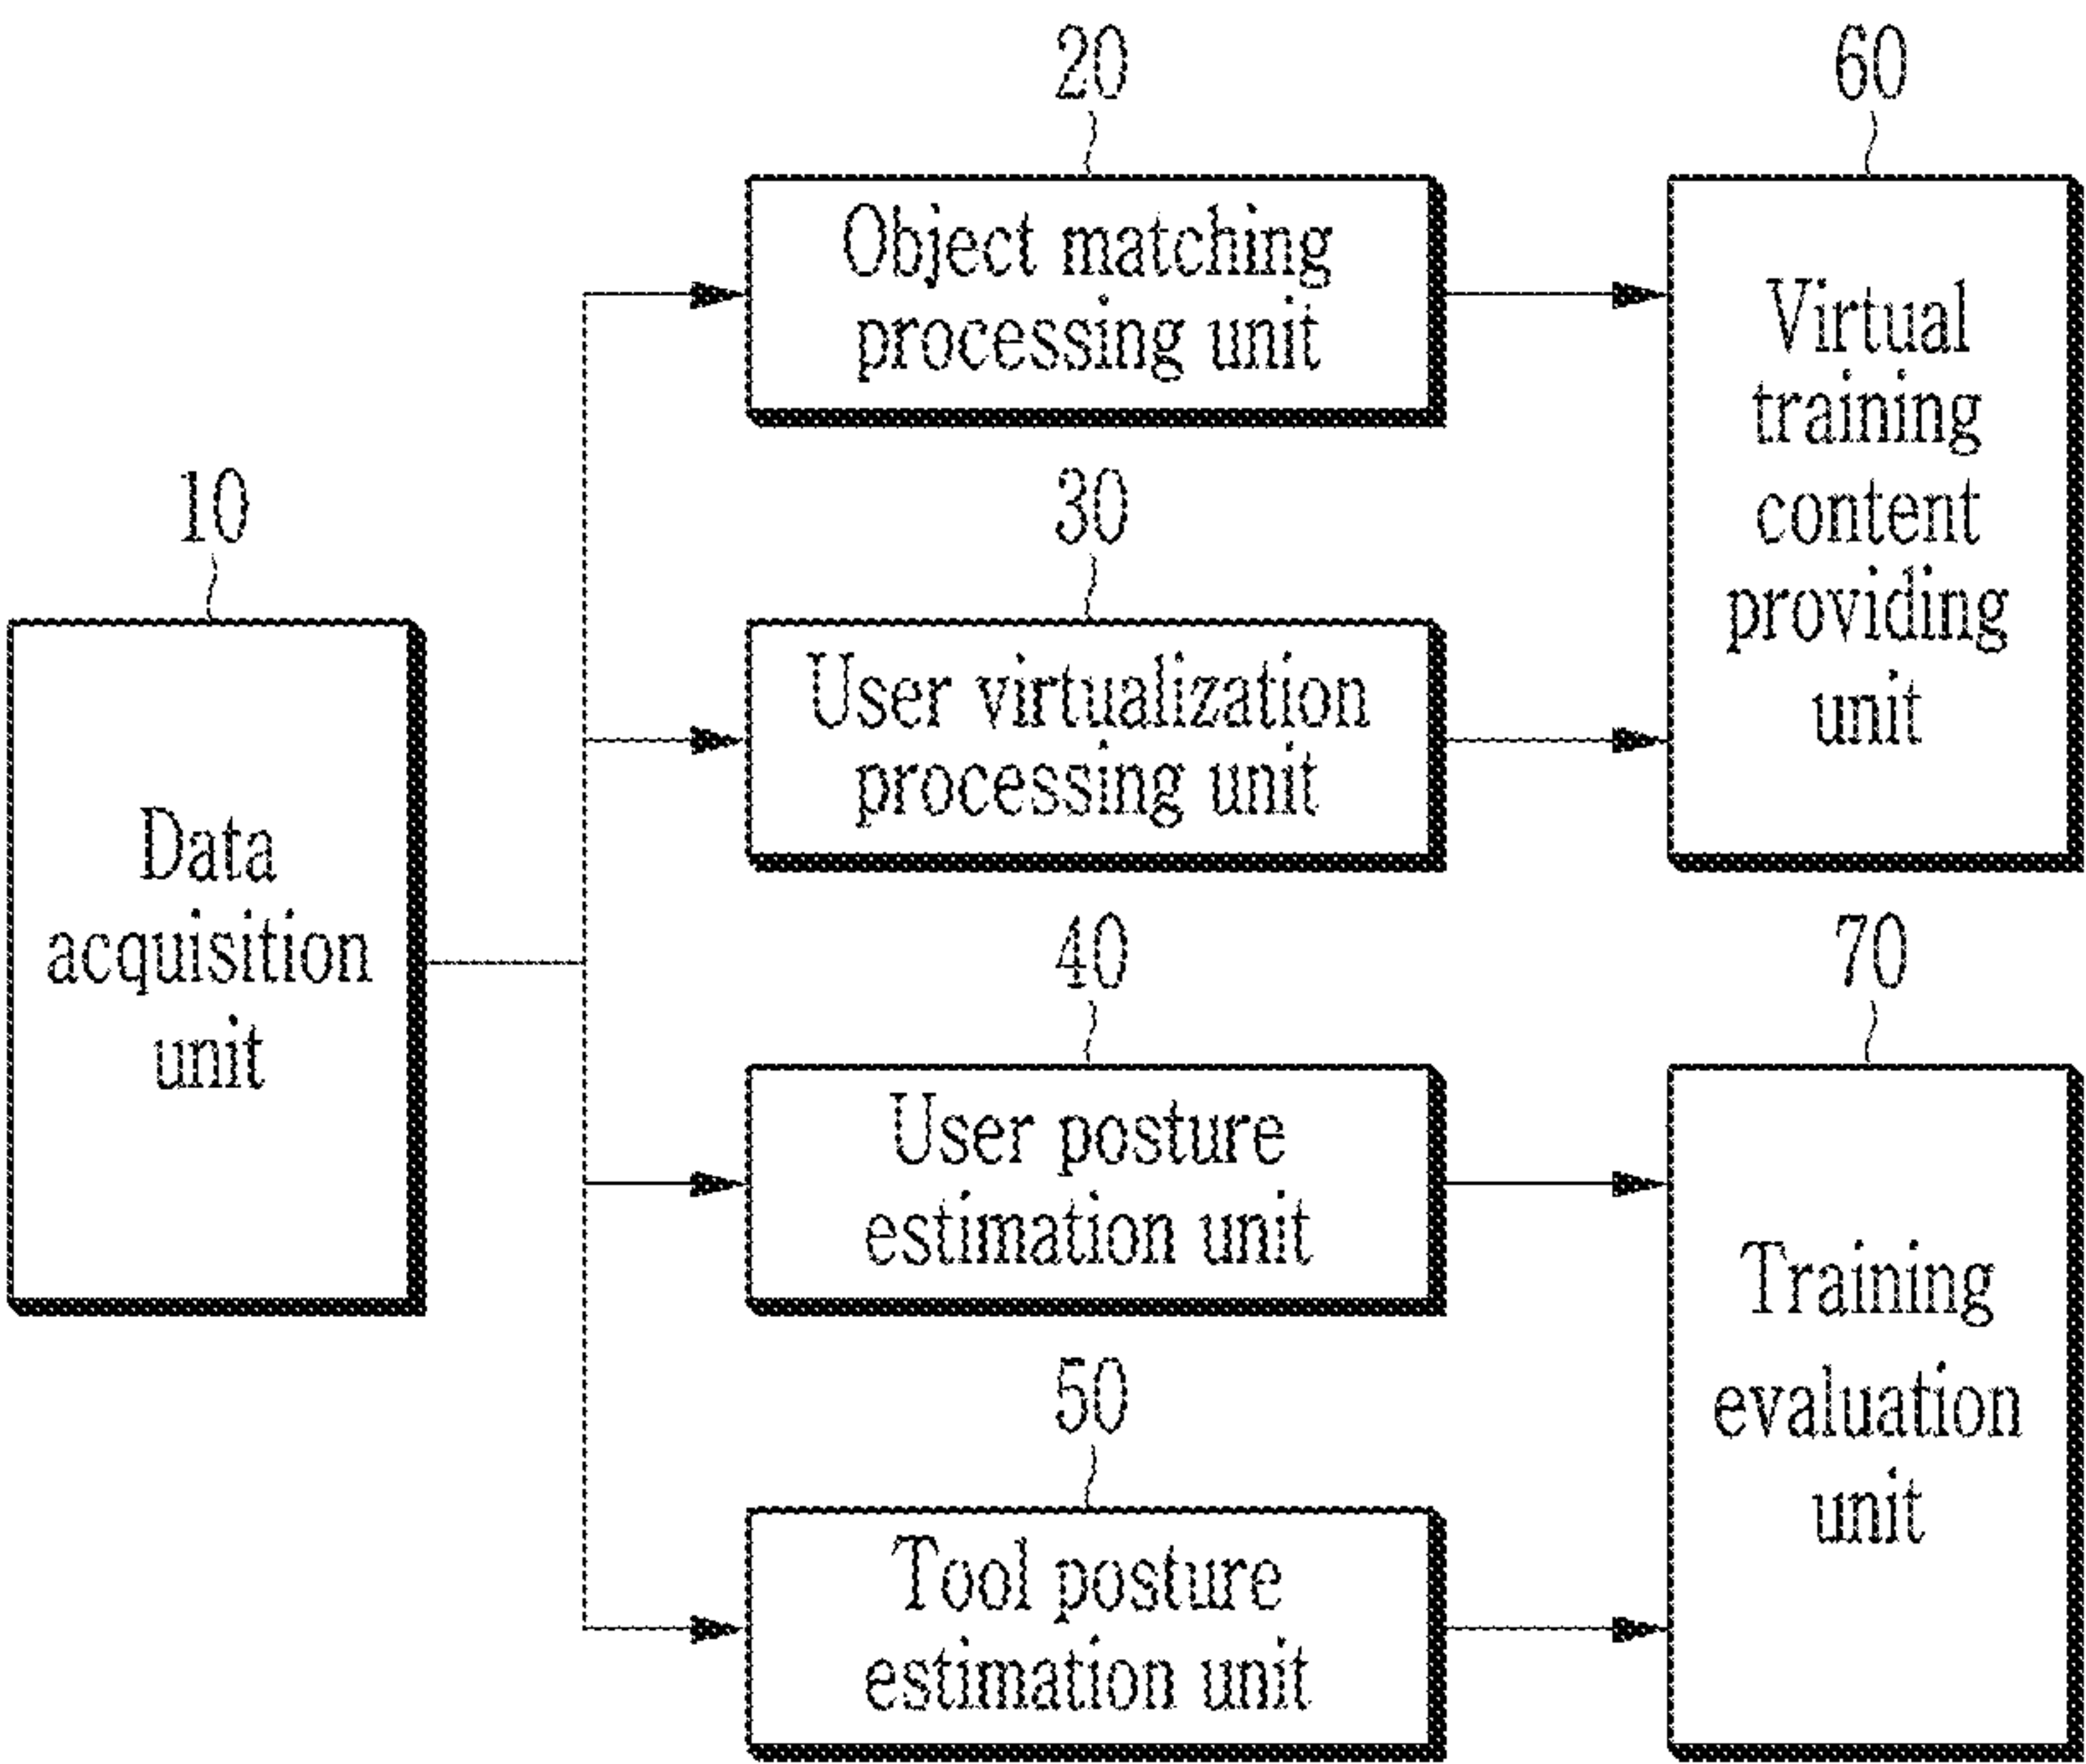 20
Object matching
processing unit
60
Virtual
training
content
providing
unit
10
Data
acquisition
unit
30
User virtualization
processing unit
40
User posture
estimation unit
70
Training
evaluation
unit
50
Tool posture
estimation unit